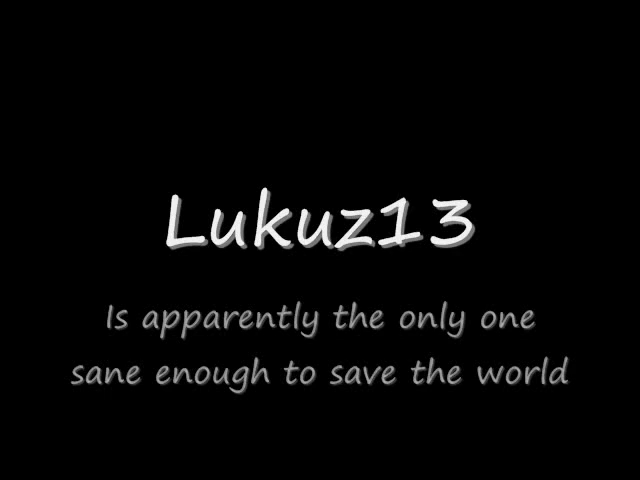 Lukuz13
Is apparently the only one
sane enough to save the world